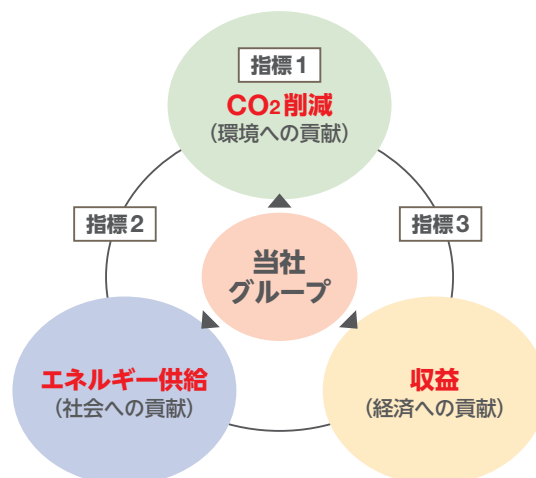 指標1
CO2削減
(環境への貢献)
指標2
指標3
当社
グループ
エネルギー供給
(社会への貢献)
収益
(経済への貢献)